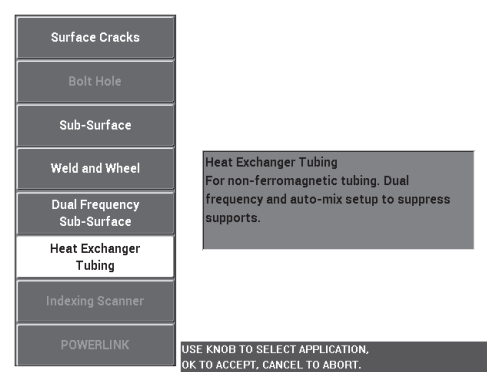 Surface Cracks
Bolt Hole
Sub-Surface
Weld and Wheel
Dual Frequency
Sub-Surface
Heat Exchanger
Tubing
Indexing Scanner
POWERLINK
Heat Exchanger Tubing
For non-ferromagnetic tubing. Dual
frequency and auto-mix setup to suppress
supports.
USE KNOB TO SELECT APPLICATION,
OK TO ACCEPT, CANCEL TO ABORT.